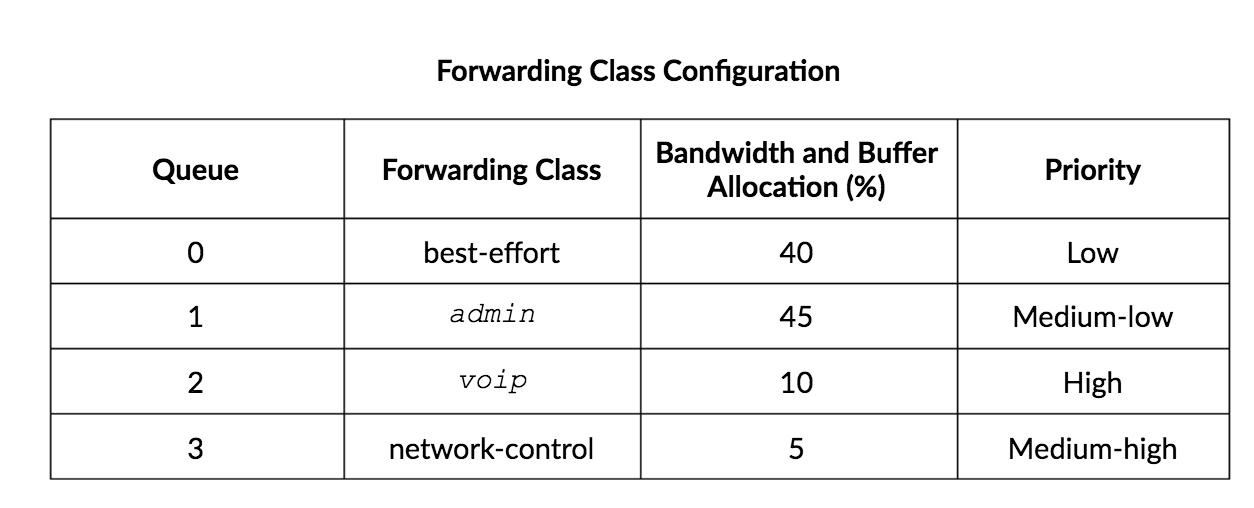 Forwarding Class Configuration
Queue Forwarding Class Bandwidth and Buffer Allocation (%) Priority
0 best-effort 40 Low
1 admin 45 Medium-low
2 voip 10 High
3 network-control 5 Medium-high